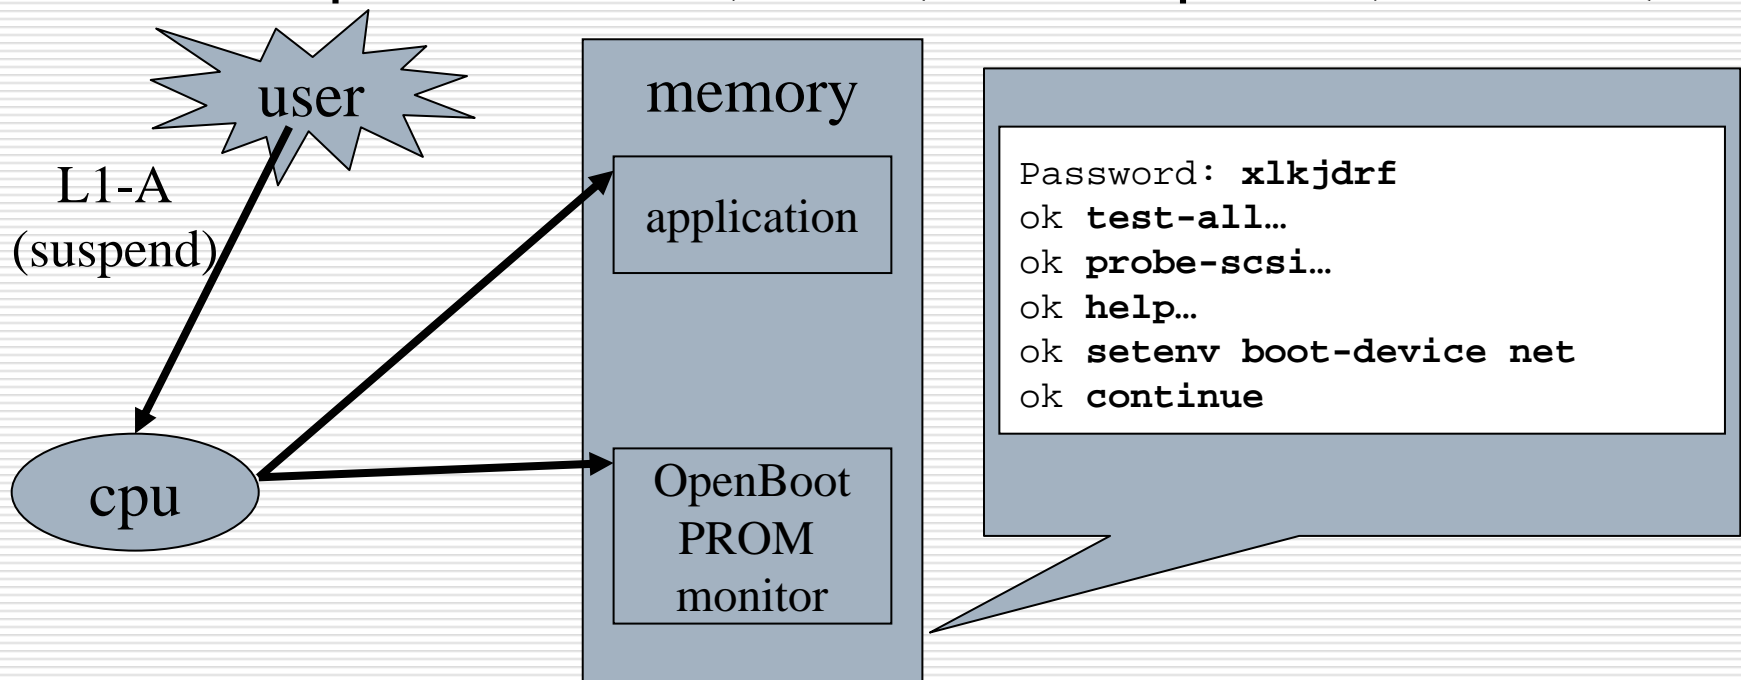 user
L1-A
(suspend)
cpu
memory
application
OpenBoot
PROM
monitor
Password: xlkjdrf
ok test-all…
ok probe-scsi…
ok help…
ok setenv boot-device net
ok continue